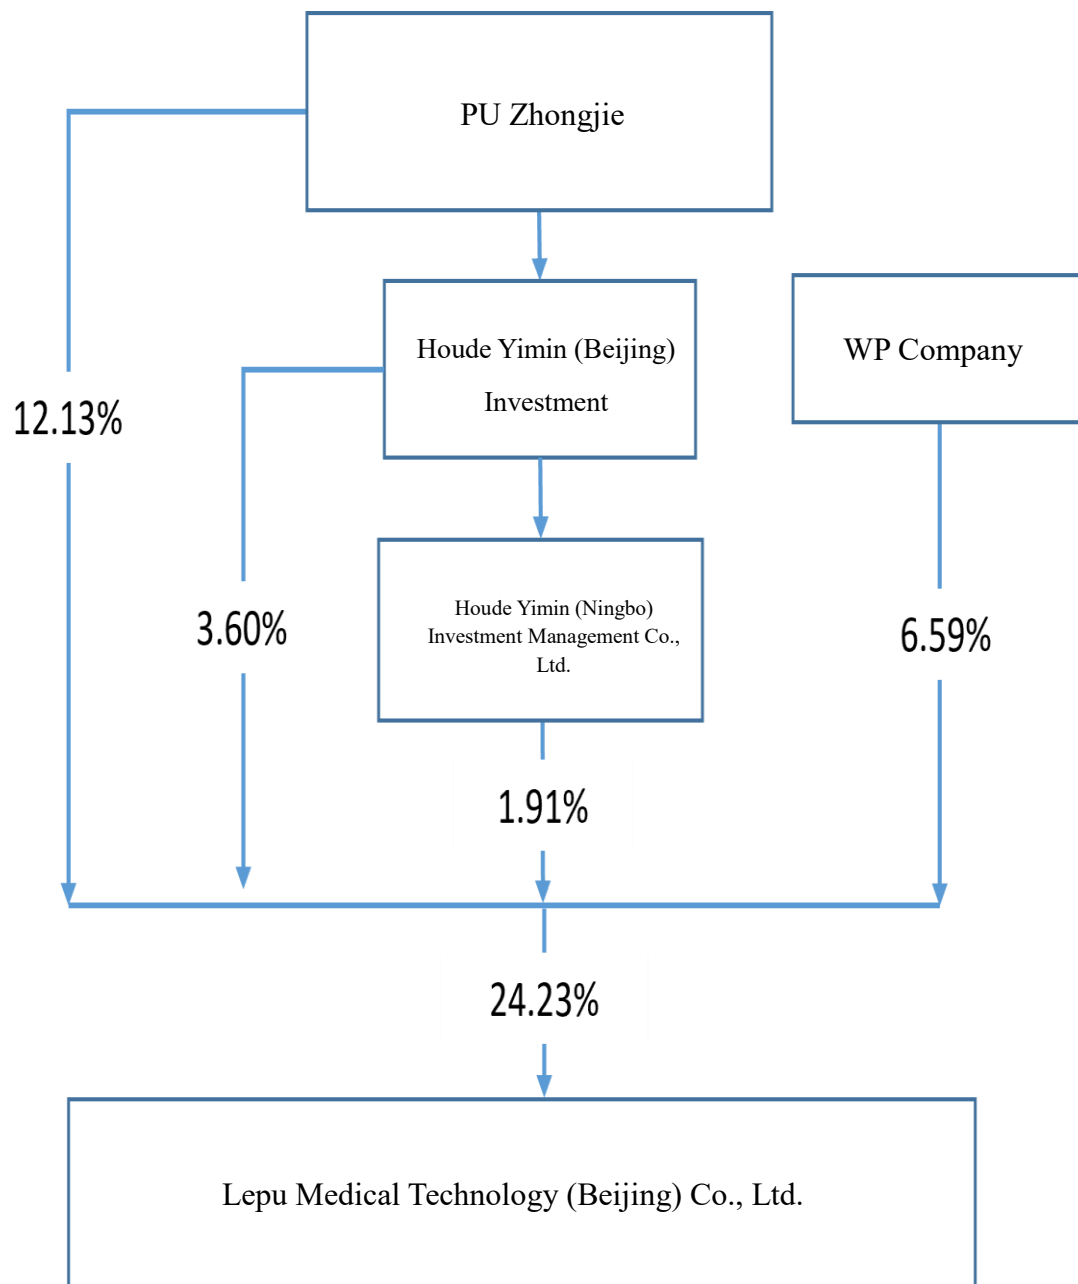 PU Zhongjie
Houde Yimin (Beijing)
Investment
WP Company
12.13%
Houde Yimin (Ningbo)
Investment Management Co.,
Ltd.
3.60%
6.59%
1.91%
24.23%
Lepu Medical Technology (Beijing) Co., Ltd.